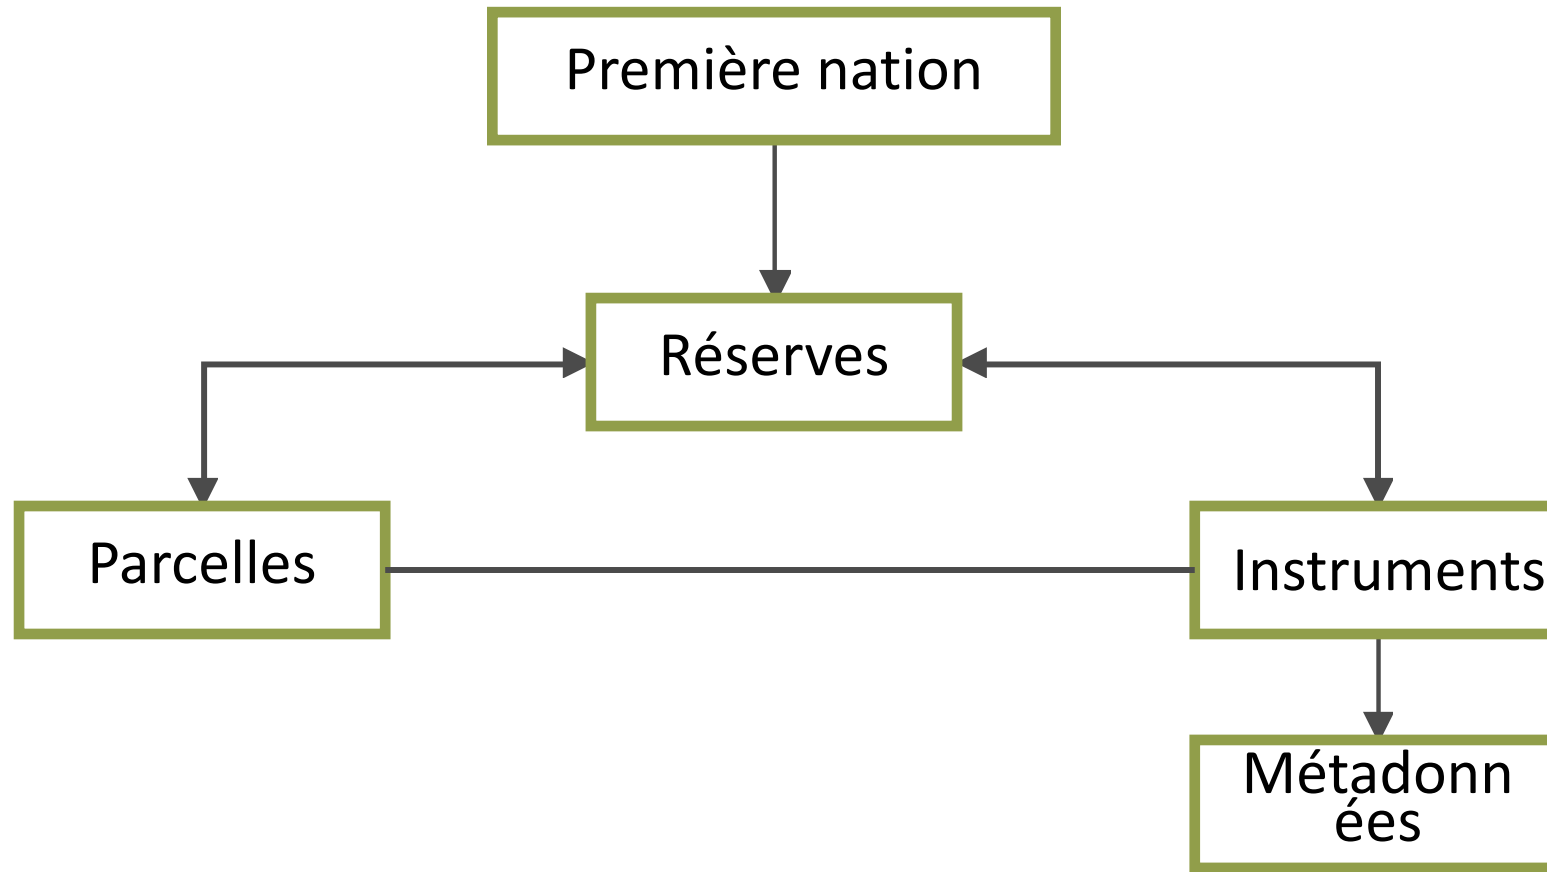 Première nation
Réserves
Parcelles
Instruments
Métadonn
ées